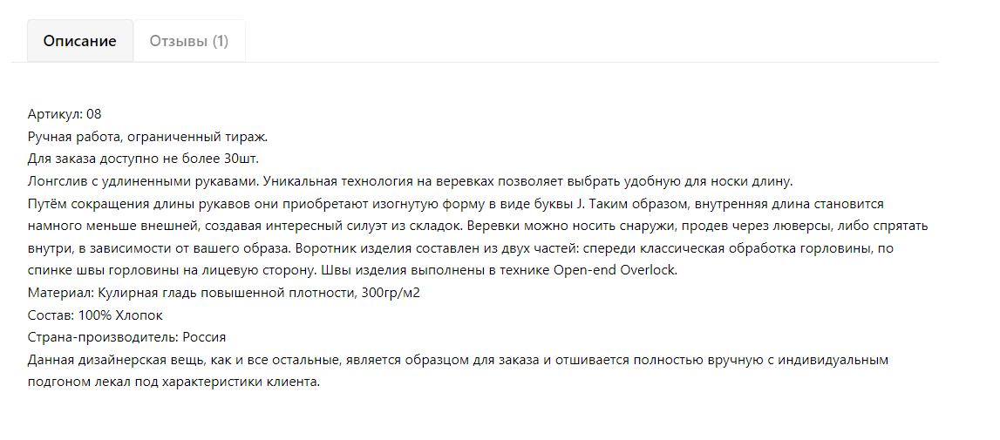 Описание
Отзывы (1)
Артикул: 08
Ручная работа, ограниченный тираж.
Для заказа доступно не более 30шт.
Лонгслив с удлиненными рукавами. Уникальная технология на веревках позволяет выбрать удобную для носки длину.
Путём сокращения длины рукавов они приобретают изогнутую форму в виде буквы J. Таким образом, внутренняя длина становится
намного меньше внешней, создавая интересный силуэт из складок. Веревки можно носить снаружи, продев через люверсы, либо спрятать
внутри, в зависимости от вашего образа. Воротник изделия составлен из двух частей: спереди классическая обработка горловины, по
спинке швы горловины на лицевую сторону. Швы изделия выполнены в технике Open-end Overlock.
Материал: Кулирная гладь повышенной плотности, 300гр/м2
Состав: 100% Хлопок
Страна-производитель: Россия
Данная дизайнерская вещь, как и все остальные, является образцом для заказа и отшивается полностью вручную с индивидуальным
подгоном лекал под характеристики клиента.